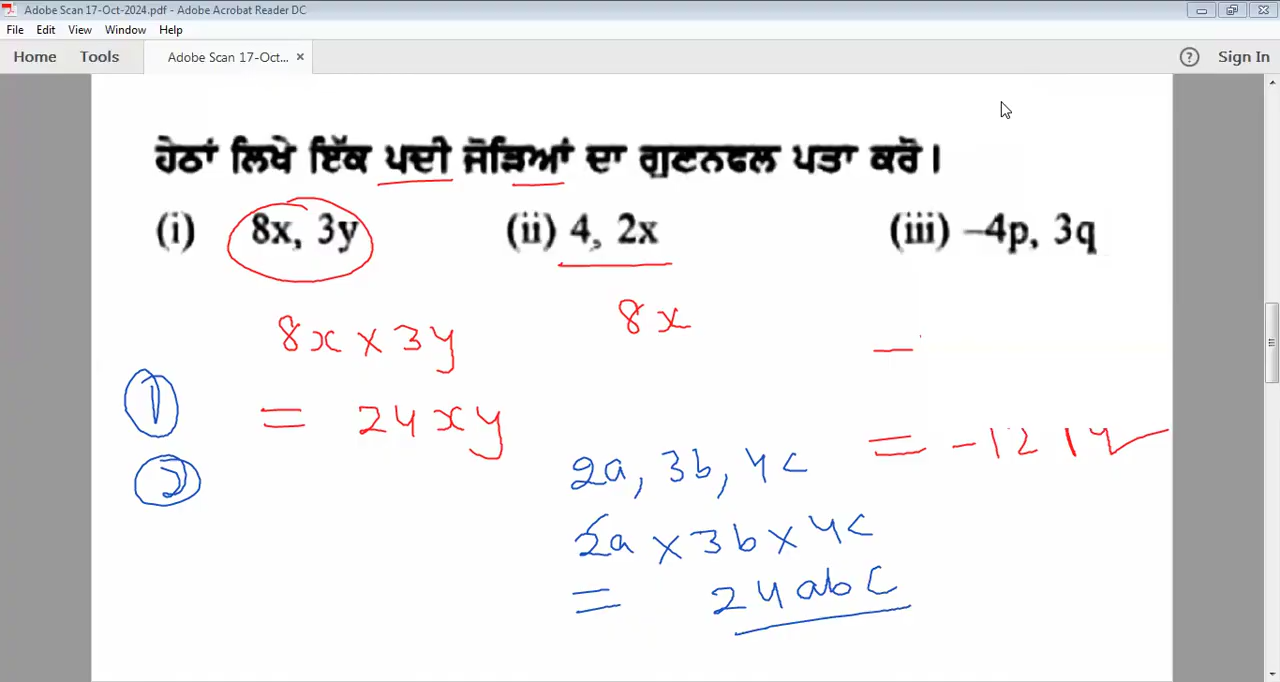 Adobe Scan 17-Oct-2024.pdf - Adobe Acrobat Reader DC
File Edit View Window Help
Home Tools Adobe Scan 17-Oct... × ? Sign In
ਹੇਠਾਂ ਲਿਖੇ ਇੱਕ ਪਦੀ ਜੋੜਿਆਂ ਦਾ ਗੁਣਨਫਲ ਪਤਾ ਕਰੋ।
(i) 8x, 3y (ii) 4, 2x (iii) –4p, 3q
8x × 3y 8x –
① = 24xy = -12
② 2a, 3b, 4c
2a × 3b × 4c
= 24abc